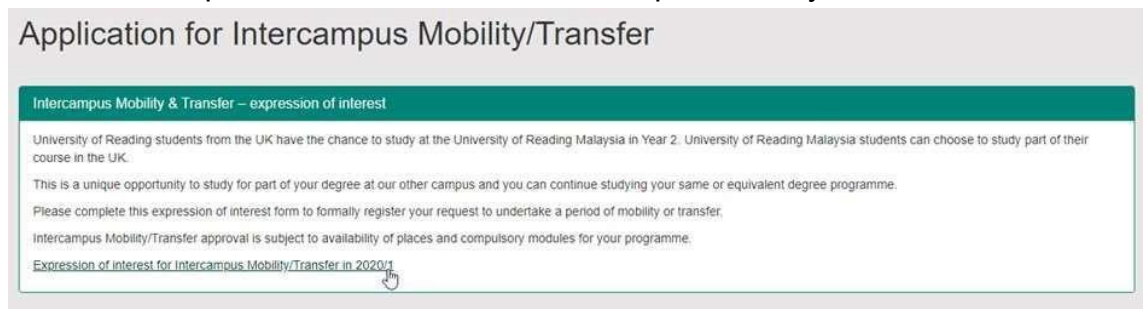 Application for Intercampus Mobility/Transfer
Intercampus Mobility & Transfer – expression of interest
University of Reading students from the UK have the chance to study at the University of Reading Malaysia in Year 2. University of Reading Malaysia students can choose to study part of their
course in the UK.
This is a unique opportunity to study for part of your degree at our other campus and you can continue studying your same or equivalent degree programme.
Please complete this expression of interest form to formally register your request to undertake a period of mobility or transfer.
Intercampus Mobility/Transfer approval is subject to availability of places and compulsory modules for your programme.
Expression of interest for Intercampus Mobility/Transfer in 2020/1